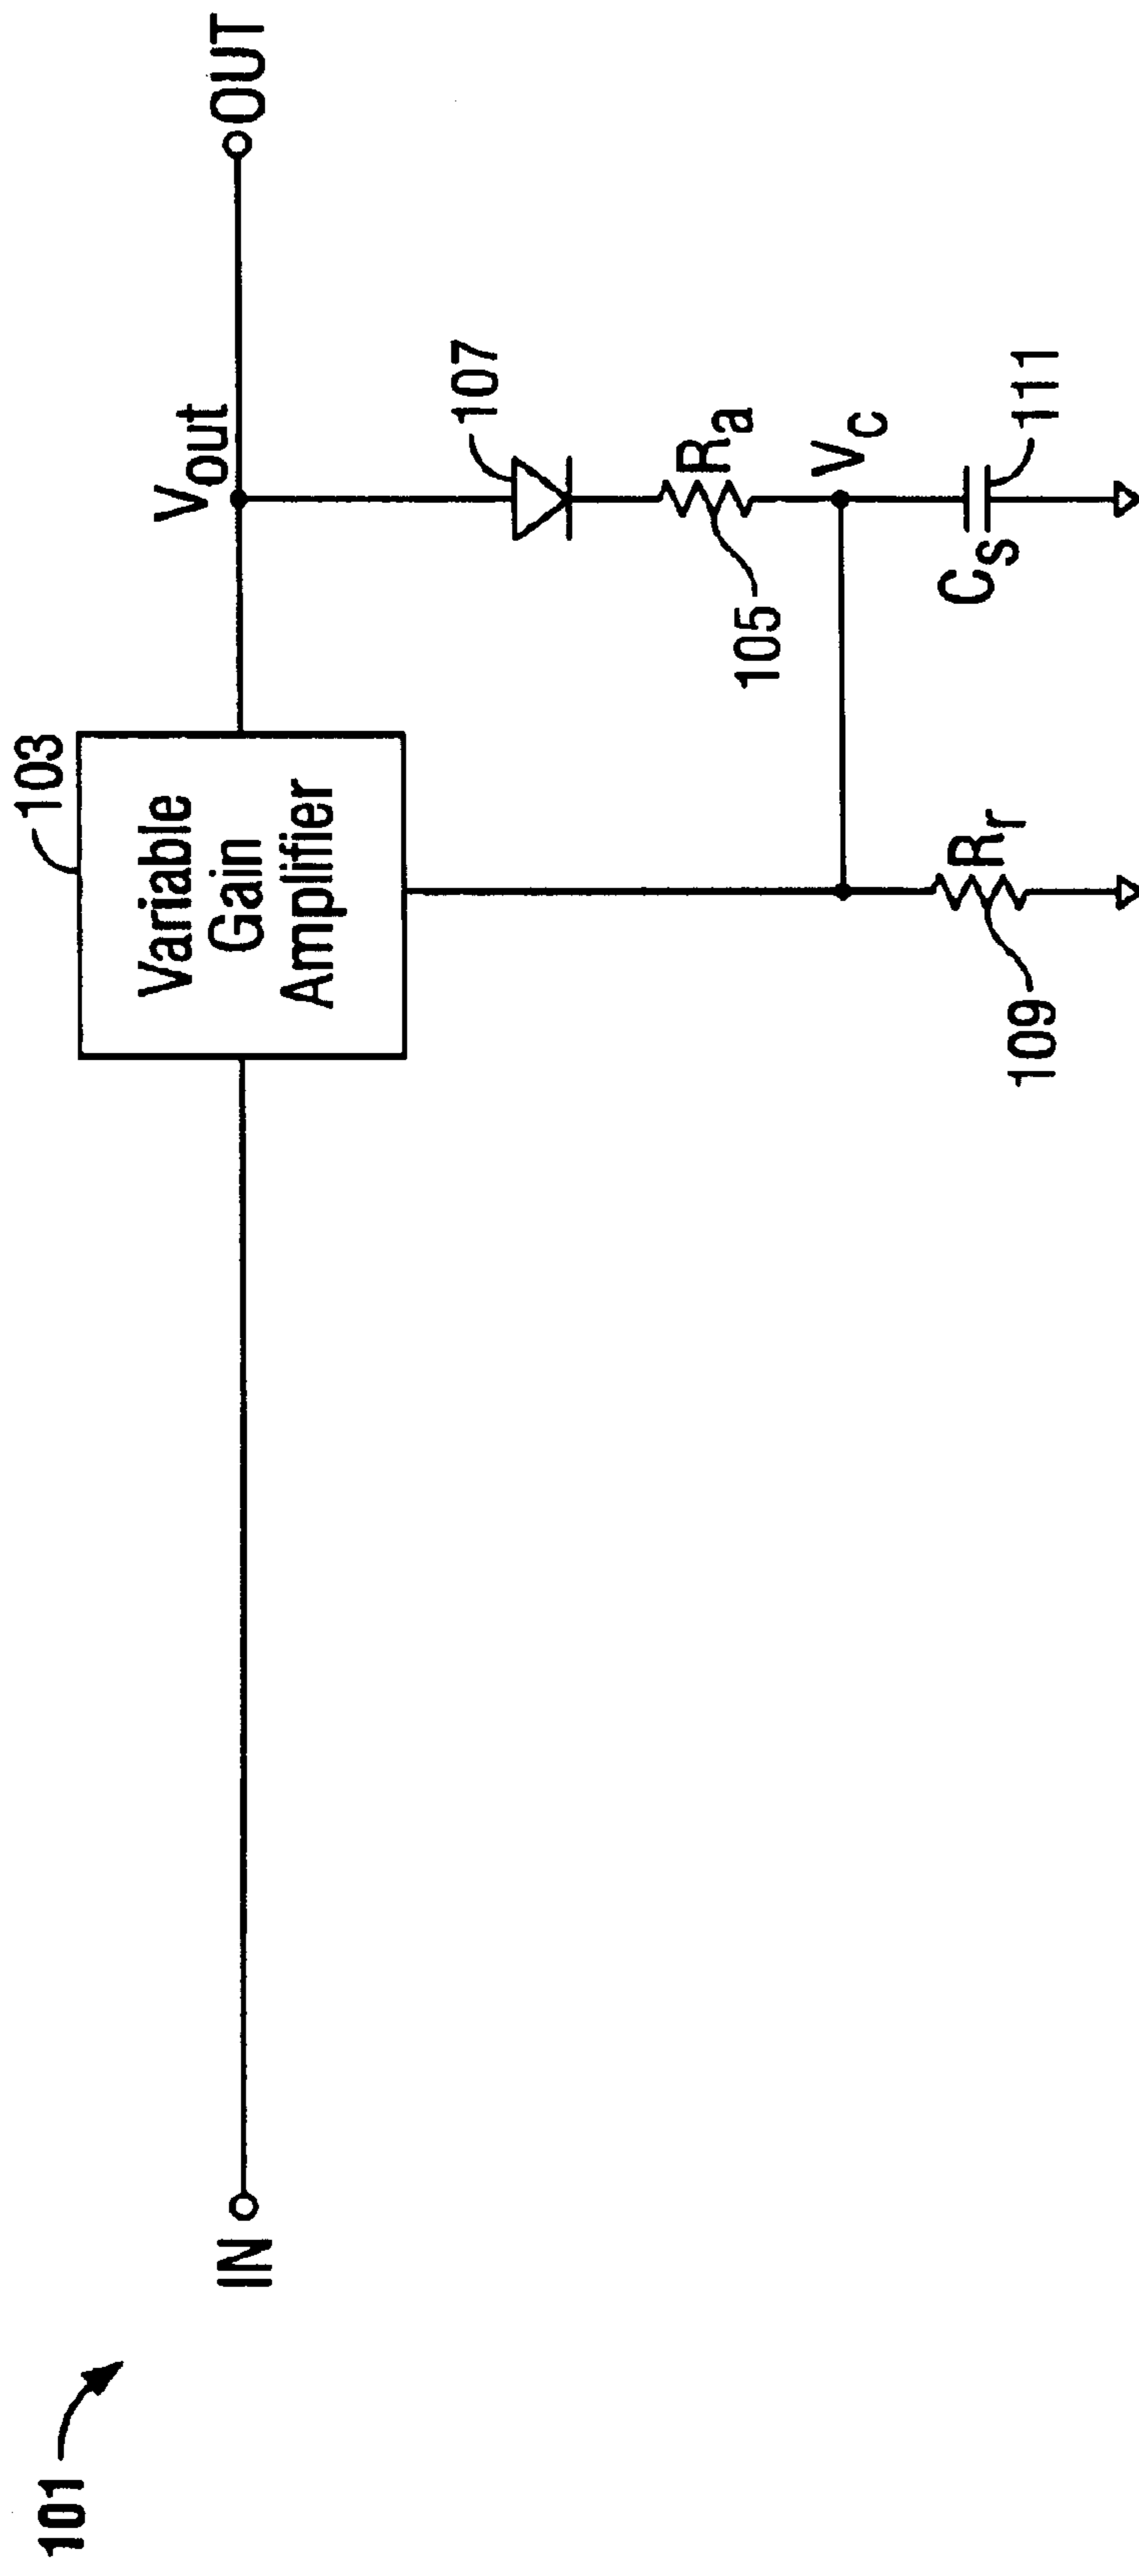 101
IN
103
Variable
Gain
Amplifier
Vout
OUT
107
Ra
105
Vc
Cs
111
Rr
109